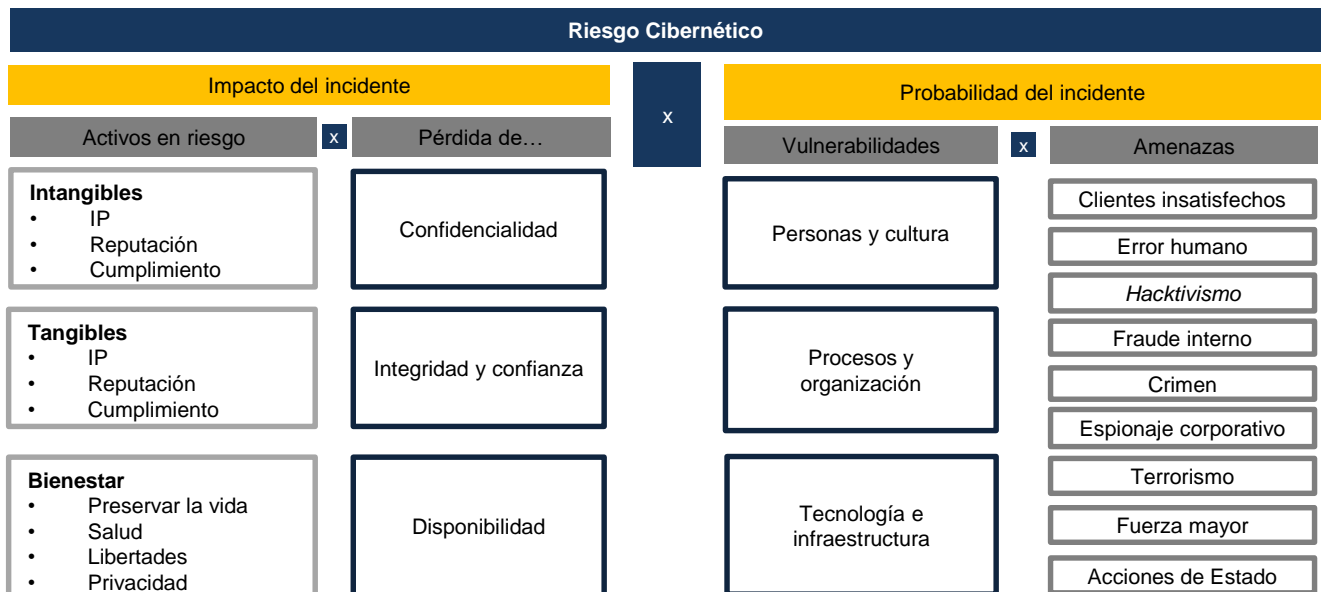 Riesgo Cibernético
Impacto del incidente
x
Probabilidad del incidente
Activos en riesgo
x
Pérdida de…
Vulnerabilidades
x
Amenazas
Intangibles
• IP
• Reputación
• Cumplimiento
Confidencialidad
Personas y cultura
Clientes insatisfechos
Error humano
Hacktivismo
Tangibles
• IP
• Reputación
• Cumplimiento
Integridad y confianza
Procesos y
organización
Fraude interno
Crimen
Espionaje corporativo
Bienestar
• Preservar la vida
• Salud
• Libertades
• Privacidad
Disponibilidad
Tecnología e
infraestructura
Terrorismo
Fuerza mayor
Acciones de Estado